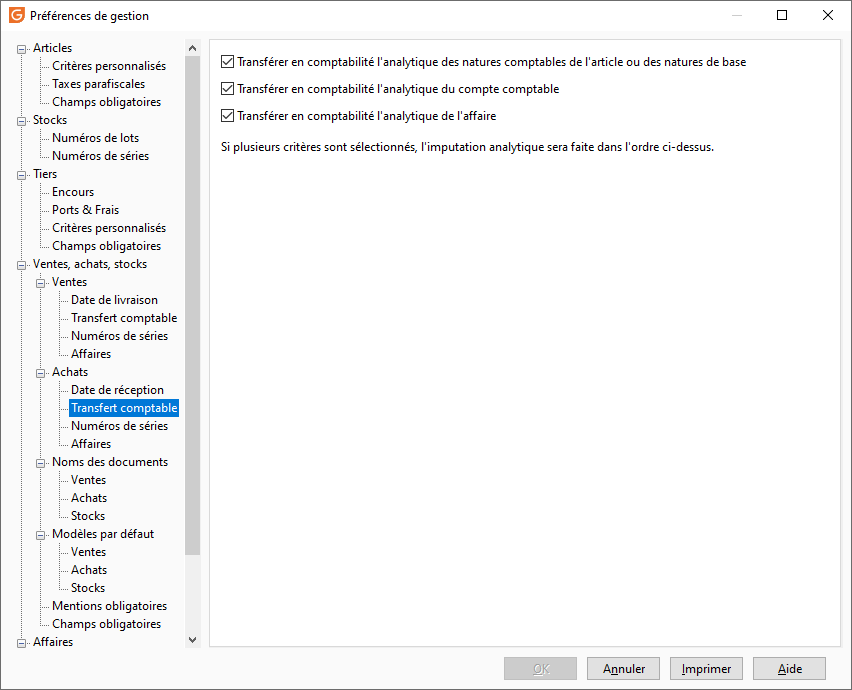 Préférences de gestion
Articles
Critères personnalisés
Taxes parafiscales
Champs obligatoires
Stocks
Numéros de lots
Numéros de séries
Tiers
Encours
Ports & Frais
Critères personnalisés
Champs obligatoires
Ventes, achats, stocks
Ventes
Date de livraison
Transfert comptable
Numéros de séries
Affaires
Achats
Date de réception
Transfert comptable
Numéros de séries
Affaires
Noms des documents
Ventes
Achats
Stocks
Modèles par défaut
Ventes
Achats
Stocks
Mentions obligatoires
Champs obligatoires
Affaires
Transférer en comptabilité l'analytique des natures comptables de l'article ou des natures de base
Transférer en comptabilité l'analytique du compte comptable
Transférer en comptabilité l'analytique de l'affaire
Si plusieurs critères sont sélectionnés, l'imputation analytique sera faite dans l'ordre ci-dessus.
OK
Annuler
Imprimer
Aide